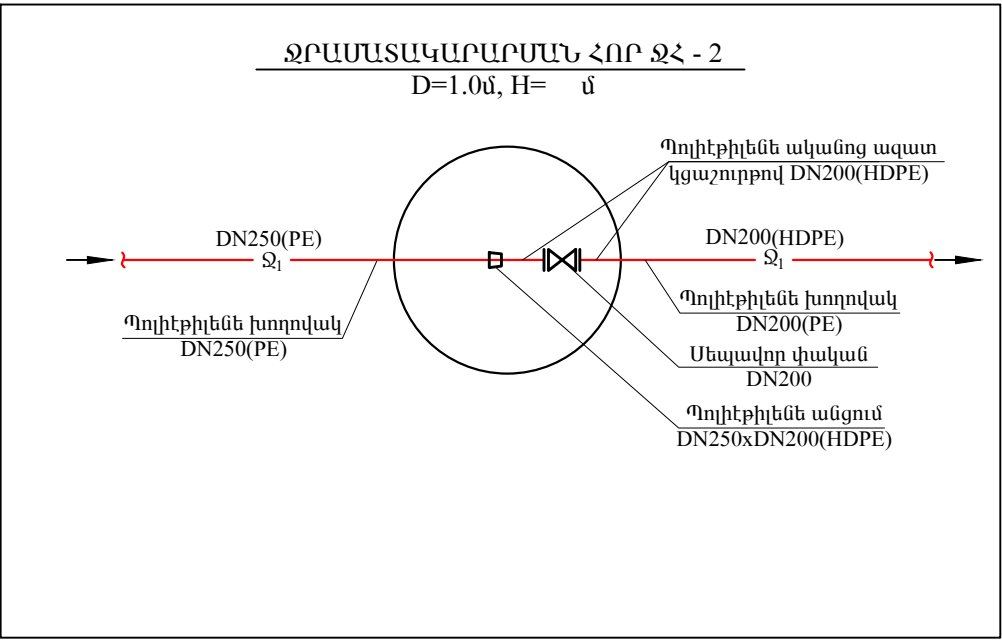 ՋՐԱՄԱՏԱԿԱՐԱՐՄԱՆ ՀՈՐ ՋՀ - 2
D=1.0մ, H= մ
Պոլիէթիլենե ականոց ազատ
կցաշուրթով DN200(HDPE)
DN250(PE)
Ջ1
DN200(HDPE)
Ջ1
Պոլիէթիլենե խողովակ
DN250(PE)
Պոլիէթիլենե խողովակ
DN200(PE)
Սեպավոր փական
DN200
Պոլիէթիլենե անցում
DN250xDN200(HDPE)